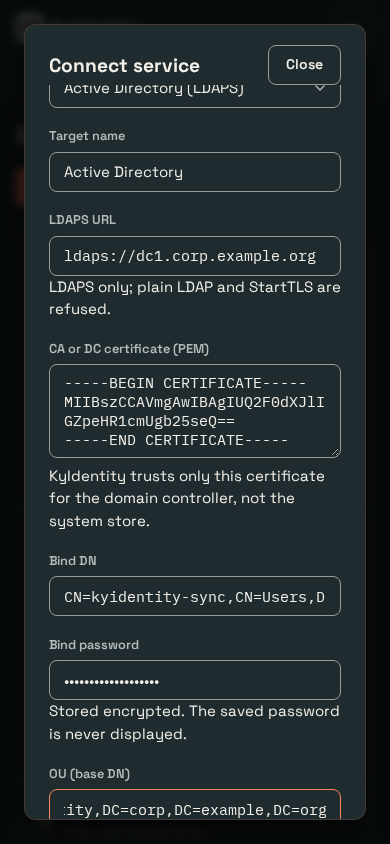 Connect service
Close
Active Directory (LDAPS)
Target name
Active Directory
LDAPS URL
ldaps://dc1.corp.example.org
LDAPS only; plain LDAP and StartTLS are
refused.
CA or DC certificate (PEM)
-----BEGIN CERTIFICATE-----
MIIBszCCAVmgAwIBAgIUQ2F0dXJlI
GZpeHR1cmUgb25seQ==
-----END CERTIFICATE-----
KyIdentity trusts only this certificate
for the domain controller, not the
system store.
Bind DN
CN=kyidentity-sync,CN=Users,D
Bind password
•••••••••••••••••••
Stored encrypted. The saved password
is never displayed.
OU (base DN)
ity,DC=corp,DC=example,DC=org